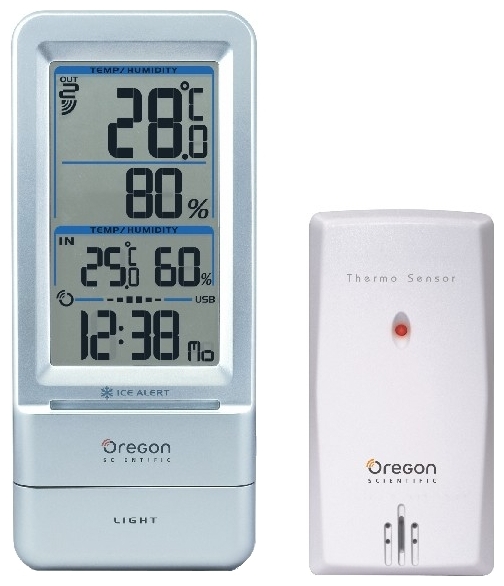 TEMP/HUMIDITY
OUT
2
28.0°C
80%
TEMP/HUMIDITY
IN
25.0°C 60%
USB
12:38 Mo
ICE ALERT
Oregon
SCIENTIFIC
LIGHT
Thermo Sensor
Oregon
SCIENTIFIC